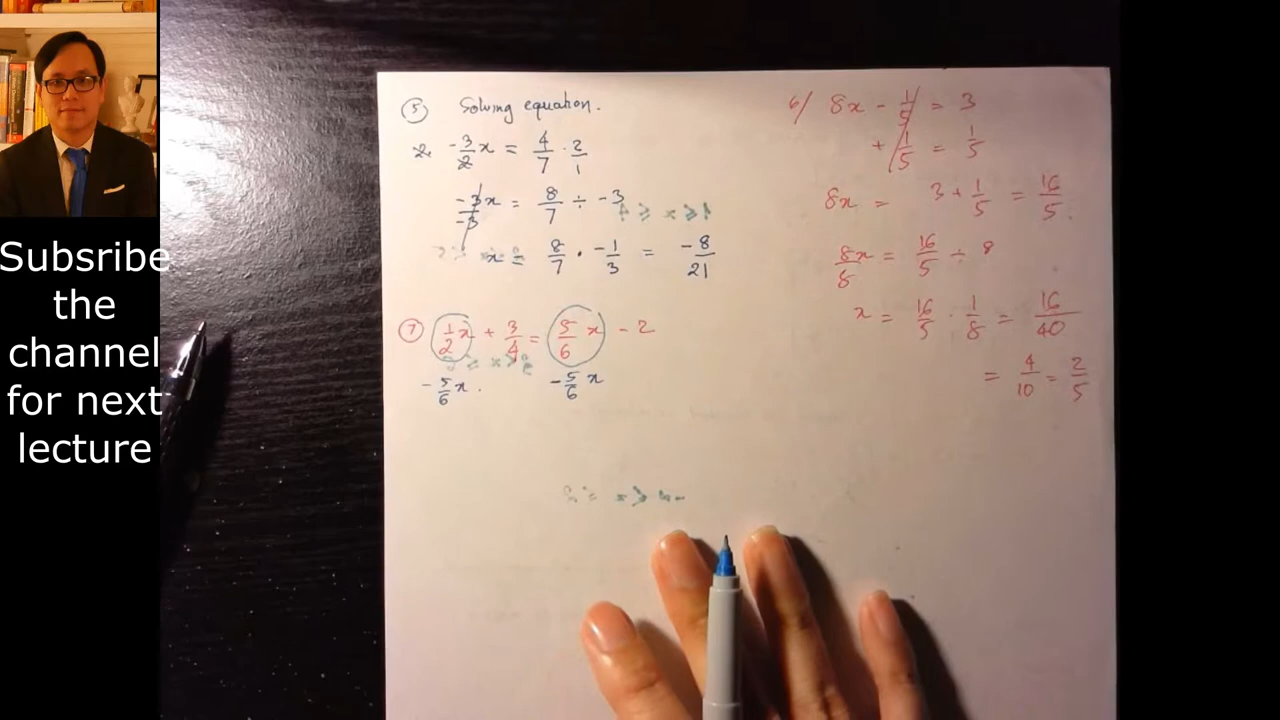 Subsribe
the
channel
for next
lecture
⑤ Solving equation.
2. -3/2 x = 4/7 · 2/1
-3x/-3 = 8/7 ÷ -3
x = 8/7 · -1/3 = -8/21
⑦ 1/2 x + 3/4 = 5/6 x - 2
-5/6 x. -5/6 x
6/ 8x - 1/5 = 3
+ 1/5 = 1/5
8x = 3 + 1/5 = 16/5.
8x/8 = 16/5 ÷ 8
x = 16/5 · 1/8 = 16/40
= 4/10 = 2/5